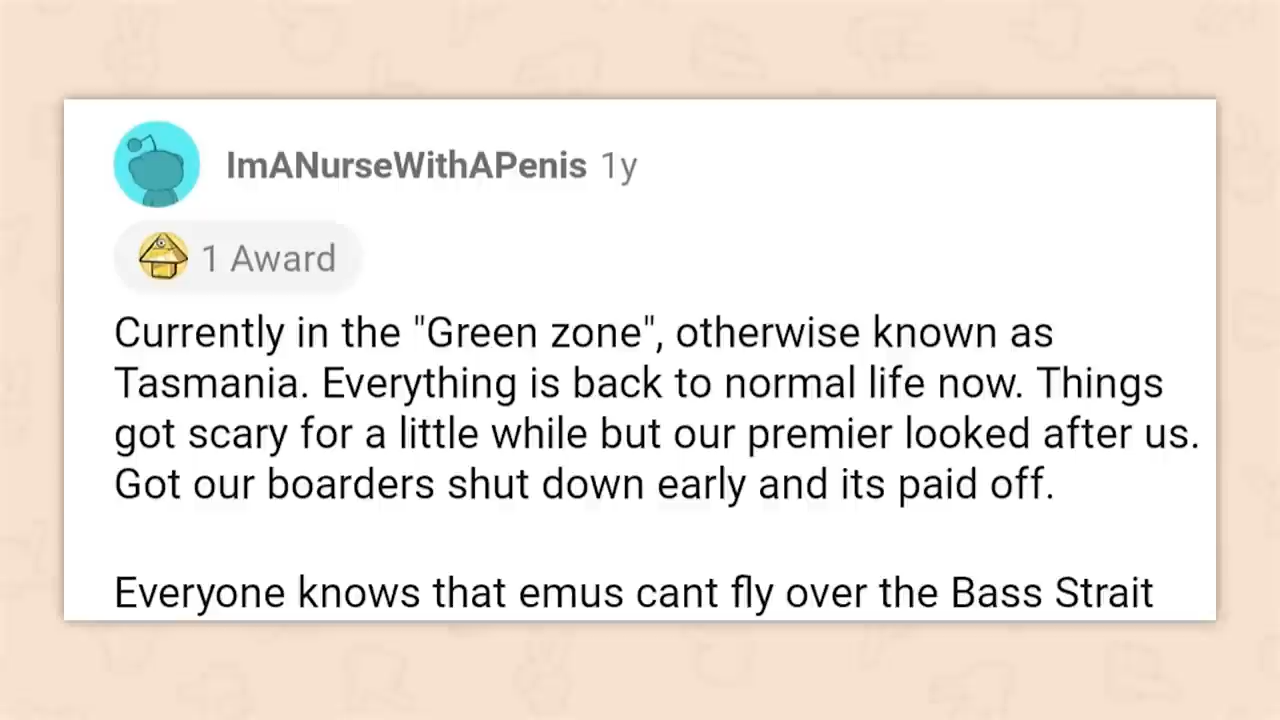 ImANurseWithAPenis 1y
1 Award
Currently in the "Green zone", otherwise known as
Tasmania. Everything is back to normal life now. Things
got scary for a little while but our premier looked after us.
Got our boarders shut down early and its paid off.
Everyone knows that emus cant fly over the Bass Strait